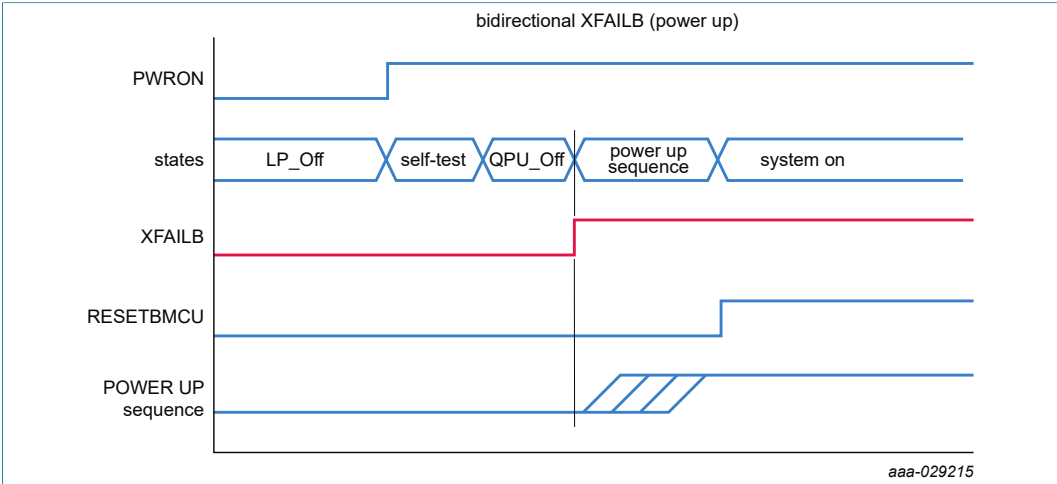 bidirectional XFAILB (power up)
PWRON
states
LP_Off
self-test
QPU_Off
power up
sequence
system on
XFAILB
RESETBMCU
POWER UP
sequence
aaa-029215